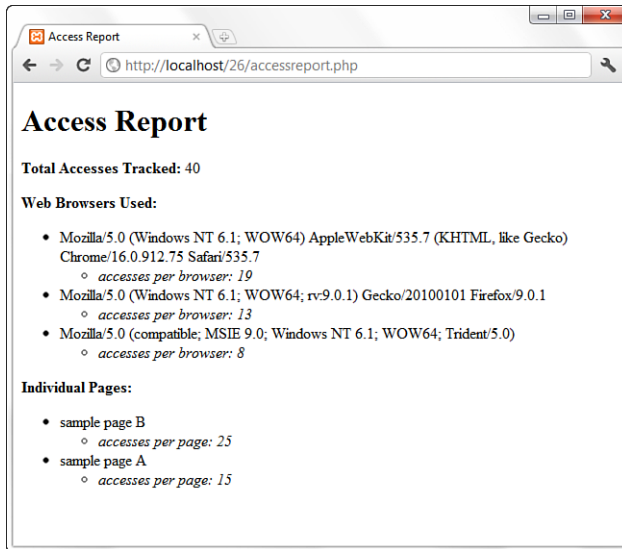 Access Report
http://localhost/26/accessreport.php
Access Report
Total Accesses Tracked: 40
Web Browsers Used:
Mozilla/5.0 (Windows NT 6.1; WOW64) AppleWebKit/535.7 (KHTML, like Gecko)
Chrome/16.0.912.75 Safari/535.7
accesses per browser: 19
Mozilla/5.0 (Windows NT 6.1; WOW64; rv:9.0.1) Gecko/20100101 Firefox/9.0.1
accesses per browser: 13
Mozilla/5.0 (compatible; MSIE 9.0; Windows NT 6.1; WOW64; Trident/5.0)
accesses per browser: 8
Individual Pages:
sample page B
accesses per page: 25
sample page A
accesses per page: 15